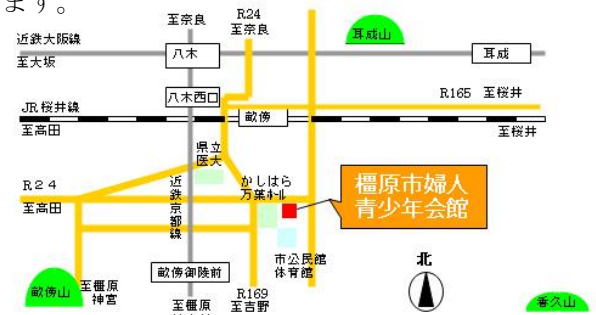 ます。
至奈良
R24
至奈良
耳成山
近鉄大阪線
至大坂
八木
耳成
八木西口
R165 至桜井
JR桜井線
畝傍
至高田
至桜井
県立
医大
R24
至高田
近鉄京都線
かしはら
万葉ホール
橿原市婦人
青少年会館
市公民館
体育館
北
畝傍御陵前
畝傍山
至橿原
神宮
至橿原
R169
至吉野
香久山